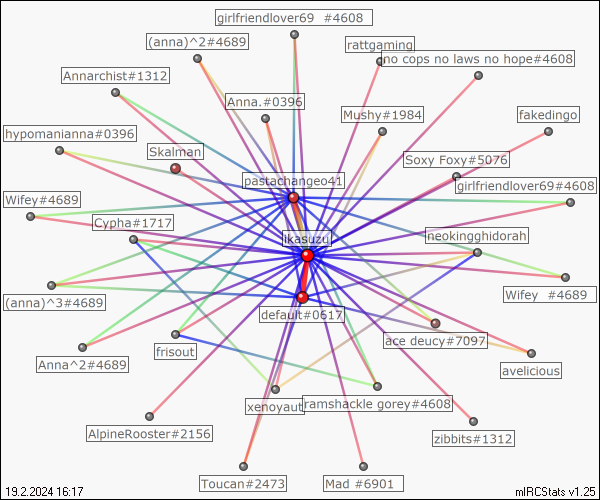 girlfriendlover69  #4608
(anna)^2#4689
rattgaming
no cops no laws no hope#4608
Annarchist#1312
Anna.#0396
Mushy#1984
fakedingo
hypomanianna#0396
Skalman
Soxy Foxy#5076
pastachangeo41
girlfriendlover69#4608
Wifey#4689
Cypha#1717
ikasuzu
neokingghidorah
(anna)^3#4689
Wifey  #4689
default#0617
ace deucy#7097
frisout
Anna^2#4689
avelicious
xenoyaut
ramshackle gorey#4608
AlpineRooster#2156
zibbits#1312
Toucan#2473
Mad #6901
19.2.2024 16:17
mIRCStats v1.25